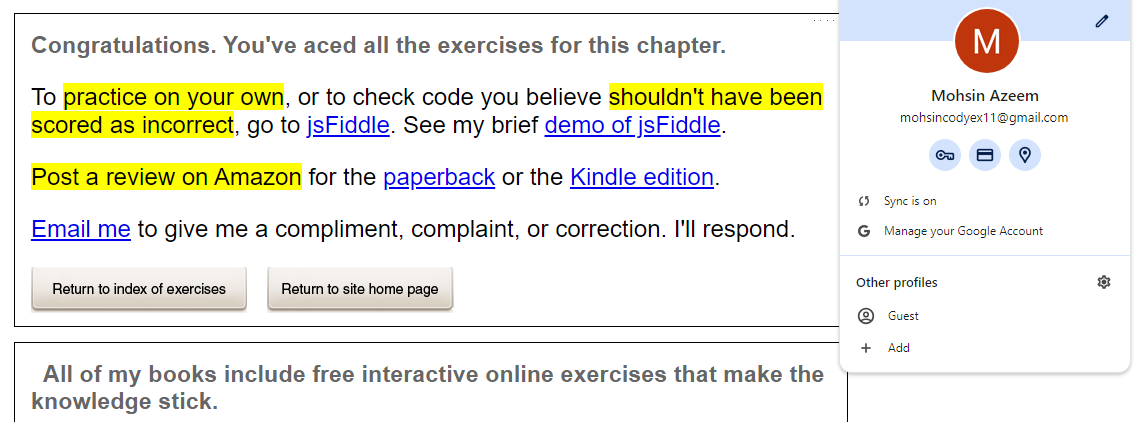 Congratulations. You've aced all the exercises for this chapter.
To practice on your own, or to check code you believe shouldn't have been
scored as incorrect, go to jsFiddle. See my brief demo of jsFiddle.
Post a review on Amazon for the paperback or the Kindle edition.
Email me to give me a compliment, complaint, or correction. I'll respond.
Return to index of exercises
Return to site home page
All of my books include free interactive online exercises that make the
knowledge stick.
M
Mohsin Azeem
mohsincodyex11@gmail.com
Sync is on
G
Manage your Google Account
Other profiles
Guest
Add